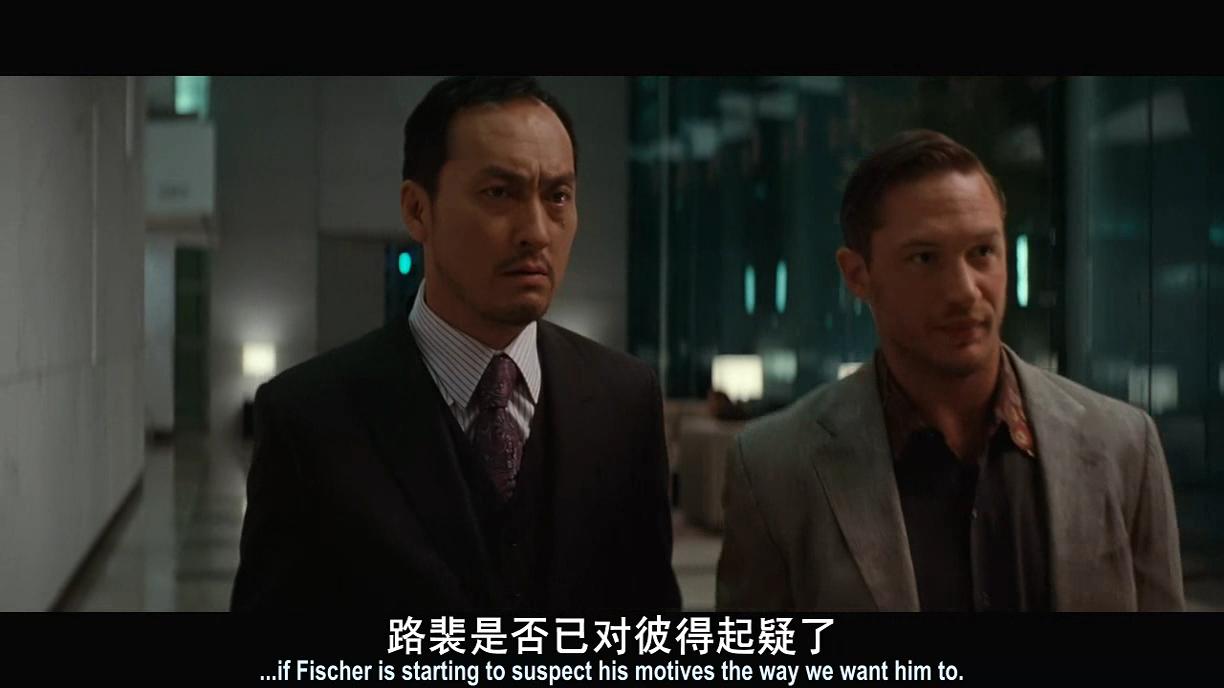 路裴是否已对彼得起疑了
...if Fischer is starting to suspect his motives the way we want him to.